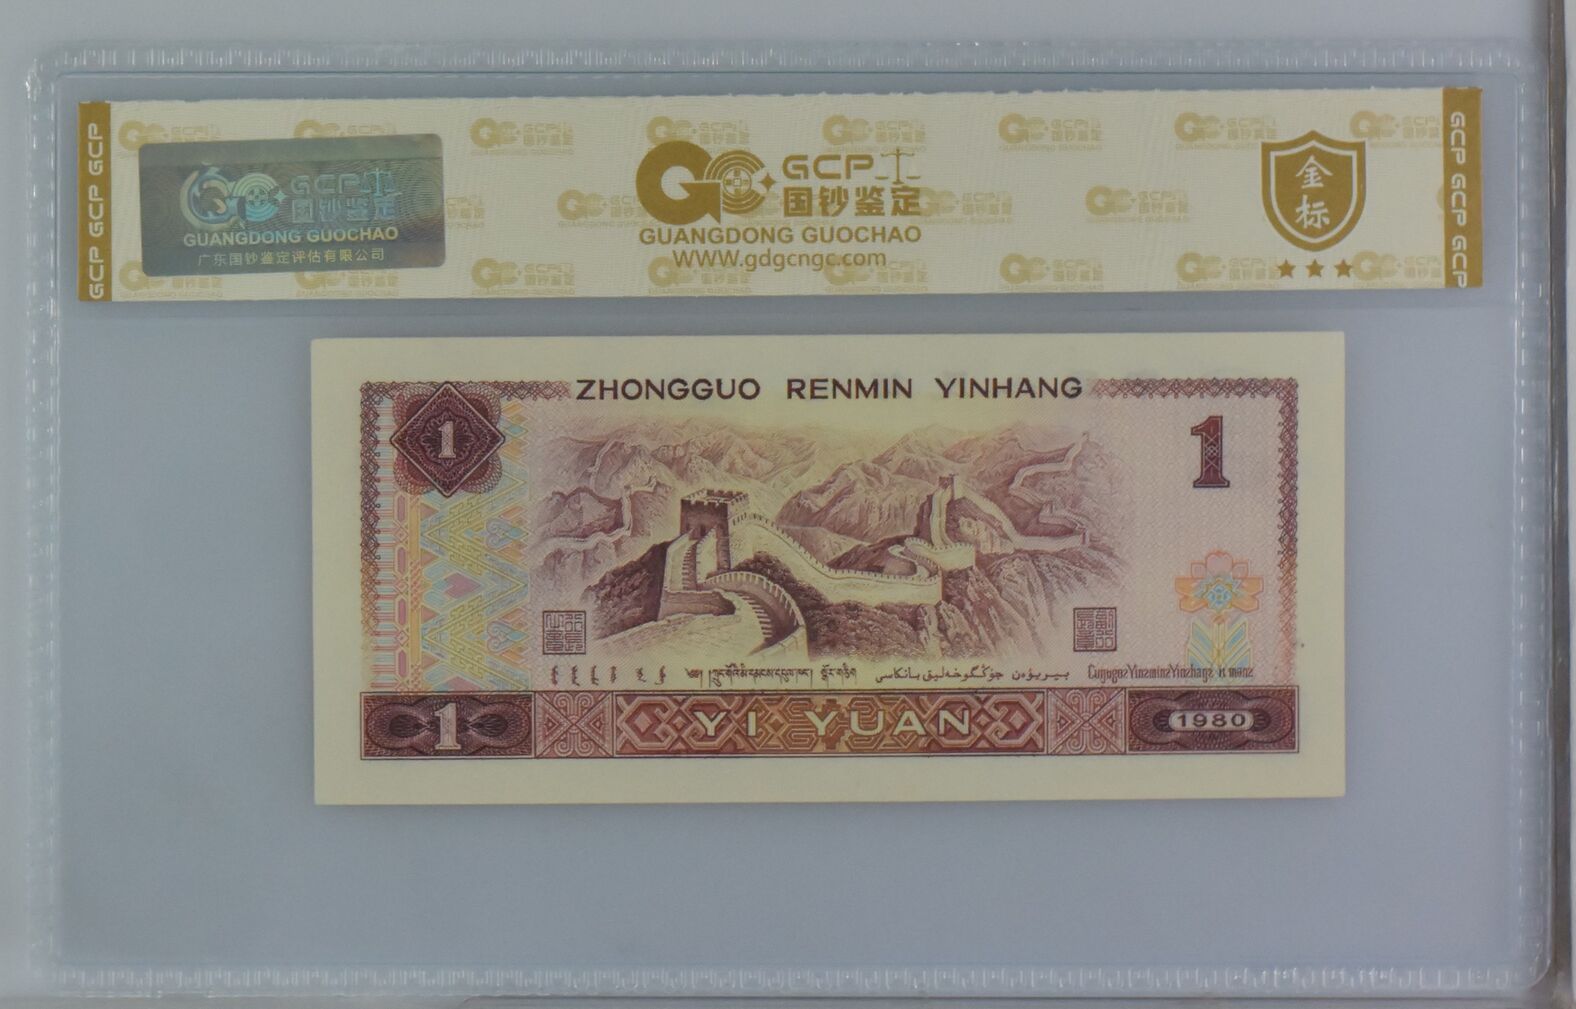 GCP GCP GCP
GCP
国钞鉴定
GUANGDONG GUOCHAO
广东国钞鉴定评估有限公司
GCP
国钞鉴定
GUANGDONG GUOCHAO
WWW.gdgcngc.com
金标
GCP GCP GCP
ZHONGGUO RENMIN YINHANG
1
1
1
YI YUAN
1980